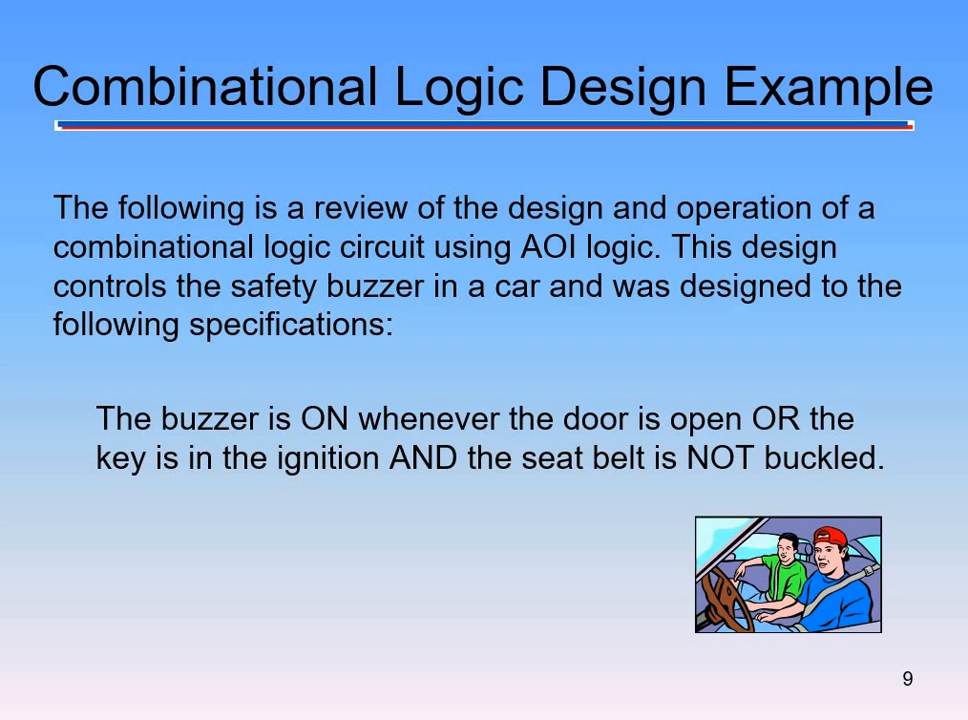 Combinational Logic Design Example
The following is a review of the design and operation of a
combinational logic circuit using AOI logic. This design
controls the safety buzzer in a car and was designed to the
following specifications:
The buzzer is ON whenever the door is open OR the
key is in the ignition AND the seat belt is NOT buckled.
9